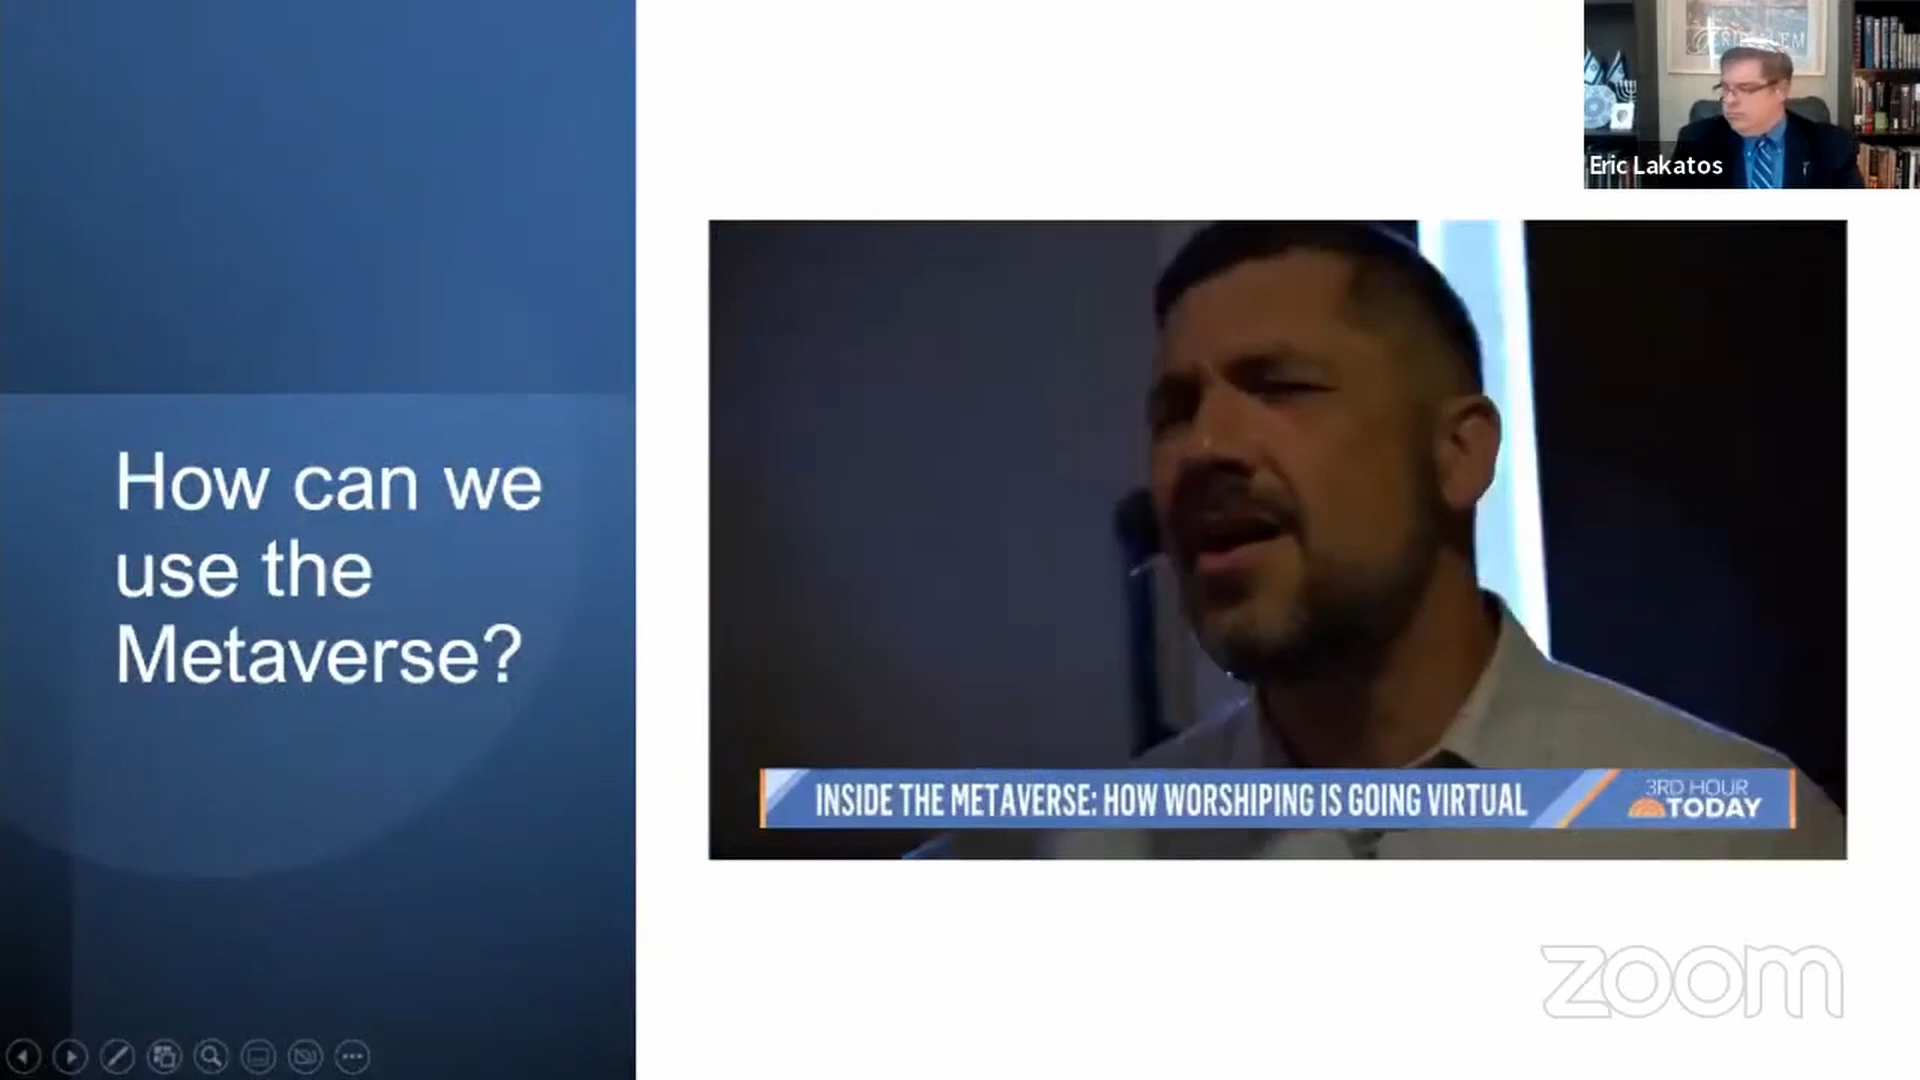 How can we
use the
Metaverse?
Eric Lakatos
INSIDE THE METAVERSE: HOW WORSHIPING IS GOING VIRTUAL
3RD HOUR
TODAY
zoom